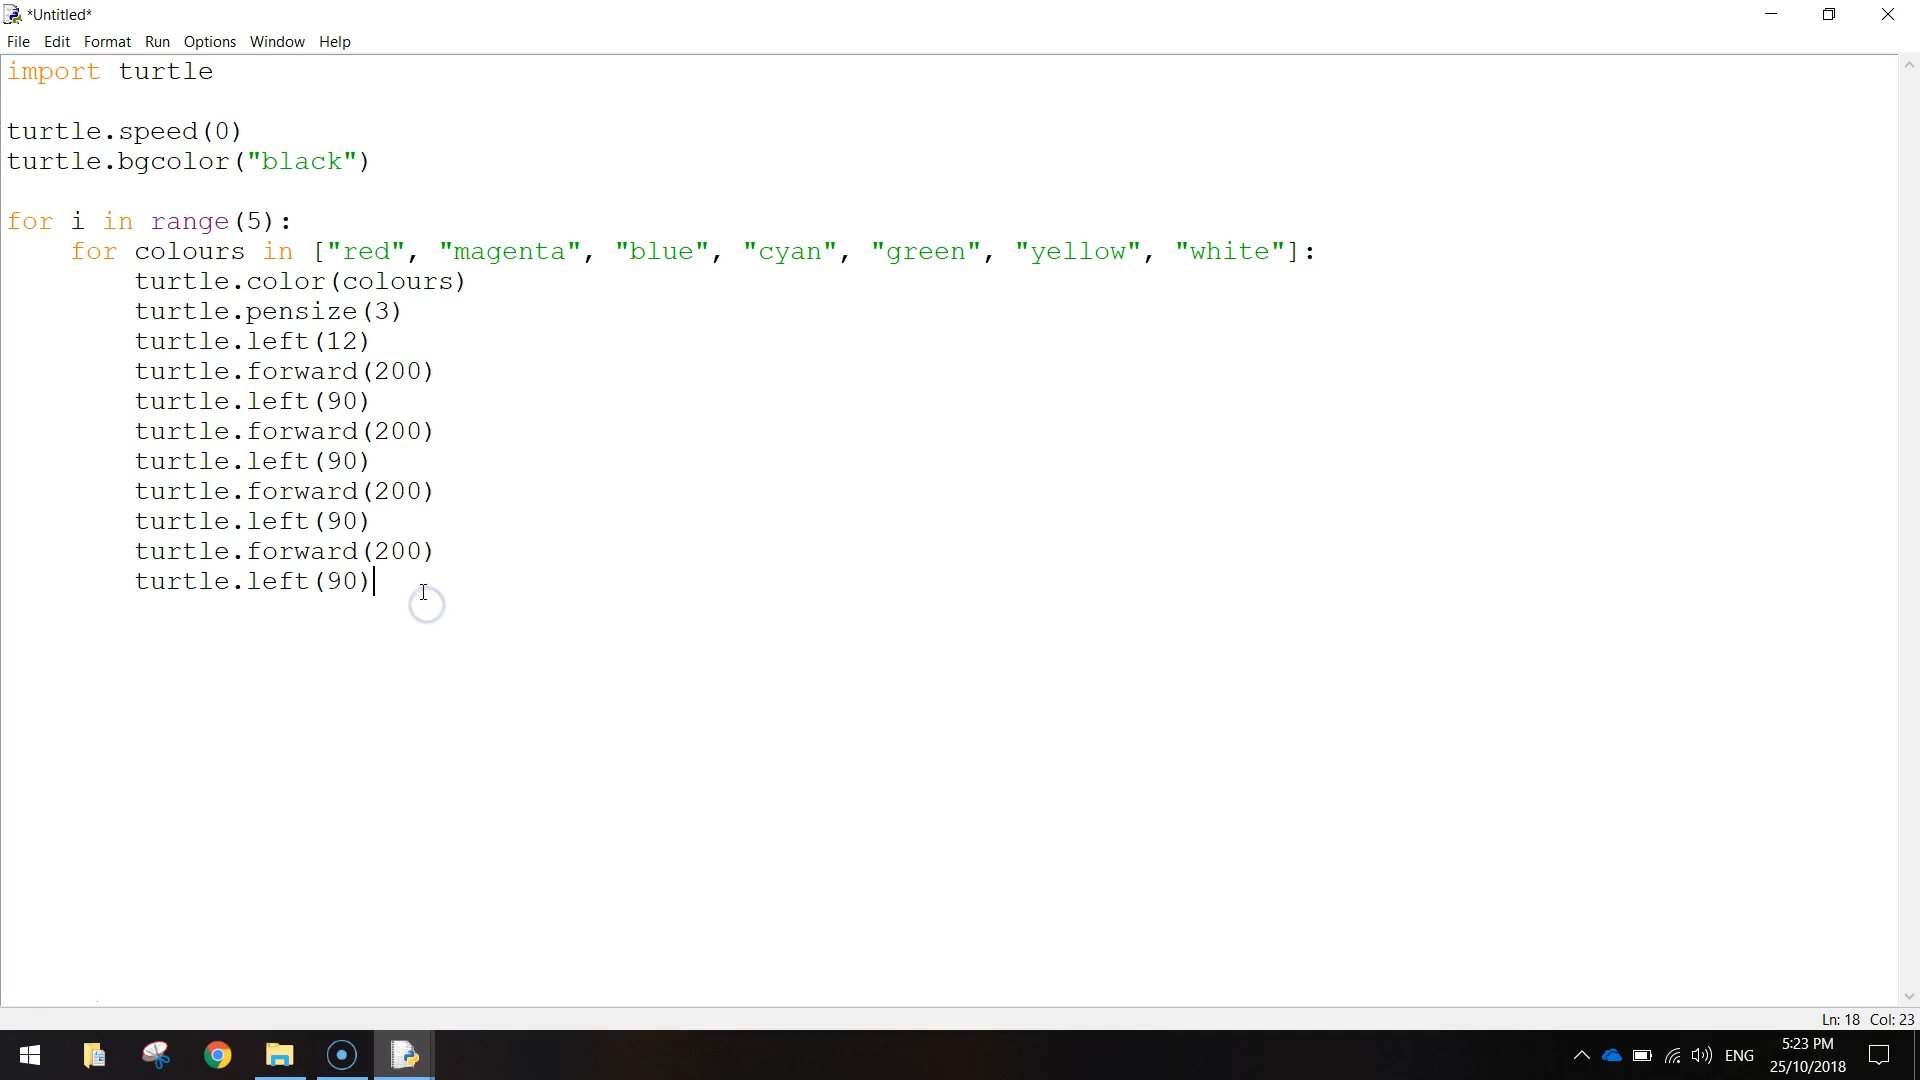 *Untitled*
File Edit Format Run Options Window Help
import turtle
turtle.speed(0)
turtle.bgcolor("black")
for i in range(5):
    for colours in ["red", "magenta", "blue", "cyan", "green", "yellow", "white"]:
        turtle.color(colours)
        turtle.pensize(3)
        turtle.left(12)
        turtle.forward(200)
        turtle.left(90)
        turtle.forward(200)
        turtle.left(90)
        turtle.forward(200)
        turtle.left(90)
        turtle.forward(200)
        turtle.left(90)
Ln: 18 Col: 23
ENG
5:23 PM
25/10/2018